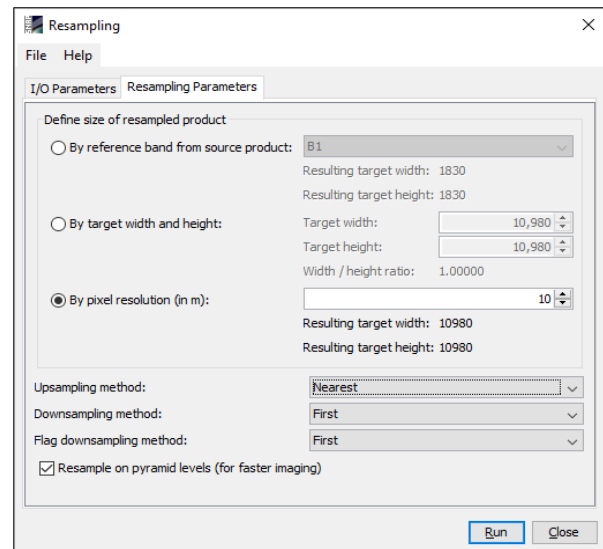 Resampling
File Help
I/O Parameters Resampling Parameters
Define size of resampled product
By reference band from source product: B1
Resulting target width: 1830
Resulting target height: 1830
By target width and height: Target width: 10,980
Target height: 10,980
Width / height ratio: 1.00000
By pixel resolution (in m): 10
Resulting target width: 10980
Resulting target height: 10980
Upsampling method: Nearest
Downsampling method: First
Flag downsampling method: First
Resample on pyramid levels (for faster imaging)
Run Close